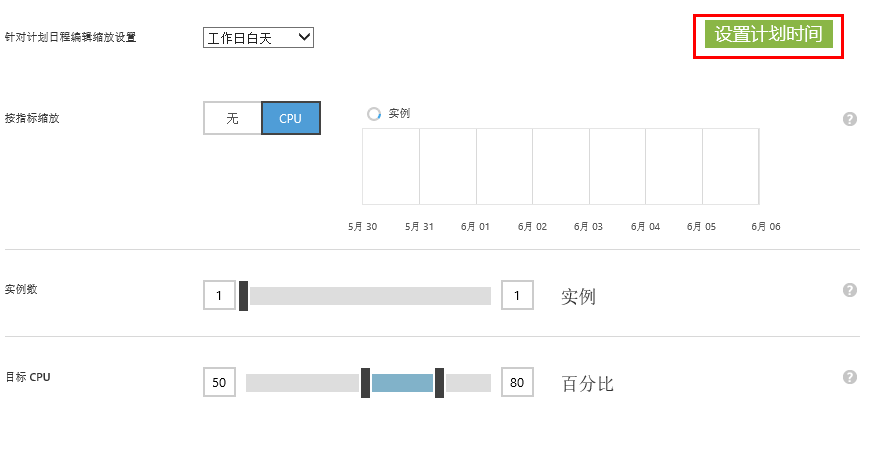 针对计划日程编辑缩放设置
工作日白天
设置计划时间
按指标缩放
无
CPU
实例
5月 30
5月 31
6月 01
6月 02
6月 03
6月 04
6月 05
6月 06
实例数
1
1
实例
目标 CPU
50
80
百分比